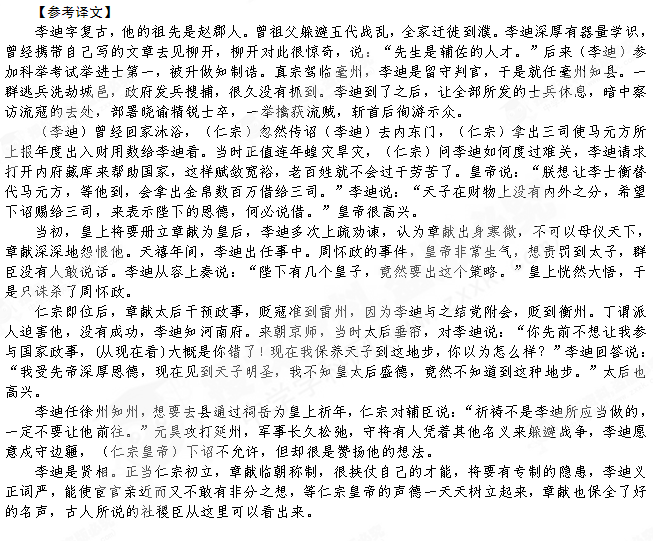 【参考译文】
李迪字复古，他的祖先是赵郡人。曾祖父躲避五代战乱，全家迁徙到濮。李迪深厚有器量学识，
曾经携带自己写的文章去见柳开，柳开对此很惊奇，说：“先生是辅佐的人才。”后来（李迪）参
加科举考试举进士第一，被升做知制诰。真宗驾临亳州，李迪是留守判官，于是就任亳州知县。一
群逃兵洗劫城邑，政府发兵搜捕，很久没有抓到。李迪到了之后，让全部所发的士兵休息，暗中察
访流寇的去处，部署晓谕精锐士卒，一举擒获流贼，斩首后徇游示众。
（李迪）曾经回家沐浴，（仁宗）忽然传诏（李迪）去内东门，（仁宗）拿出三司使马元方所
上报年度出入财用数给李迪看。当时正值连年蝗灾旱灾，（仁宗）问李迪如何度过难关，李迪请求
打开内府藏库来帮助国家，这样赋敛宽裕，老百姓就不会过于劳苦了。皇帝说：“朕想让李士衡替
代马元方，等他到，会拿出金帛数百万借给三司。”李迪说：“天子在财物上没有内外之分，希望
下诏赐给三司，来表示陛下的恩德，何必说借。”皇帝很高兴。
当初，皇上将要册立章献为皇后，李迪多次上疏劝谏，认为章献出身寒微，不可以母仪天下，
章献深深地怨恨他。天禧年间，李迪出任事中。周怀政的事件，皇帝非常生气，想责罚到太子，群
臣没有人敢说话。李迪从容上奏说：“陛下有几个皇子，竟然要出这个策略。”皇上恍然大悟，于
是只诛杀了周怀政。
仁宗即位后，章献太后干预政事，贬寇准到雷州，因为李迪与之结党附会，贬到衡州。丁谓派
人迫害他，没有成功，李迪知河南府。来朝京师，当时太后垂帘，对李迪说：“你先前不想让我参
与国家政事，(从现在看)大概是你错了！现在我保养天子到这地步，你以为怎么样？”李迪回答说：
“我受先帝深厚恩德，现在见到天子明圣，我不知皇太后盛德，竟然不知道到这种地步。”太后也
高兴。
李迪任徐州知州，想要去县通过祠岳为皇上祈年，仁宗对辅臣说：“祈祷不是李迪所应当做的，
一定不要让他前往。”元昊攻打延州，军事长久松弛，守将有人凭着其他名义来躲避战争，李迪愿
意戍守边疆，（仁宗皇帝）下诏不允许，但却很是赞扬他的想法。
李迪是贤相。正当仁宗初立，章献临朝称制，很挟仗自己的才能，将要有专制的隐患，李迪义
正词严，能使宦官亲近而又不敢有非分之想，等仁宗皇帝的声德一天天树立起来，章献也保全了好
的名声，古人所说的社稷臣从这里可以看出来。